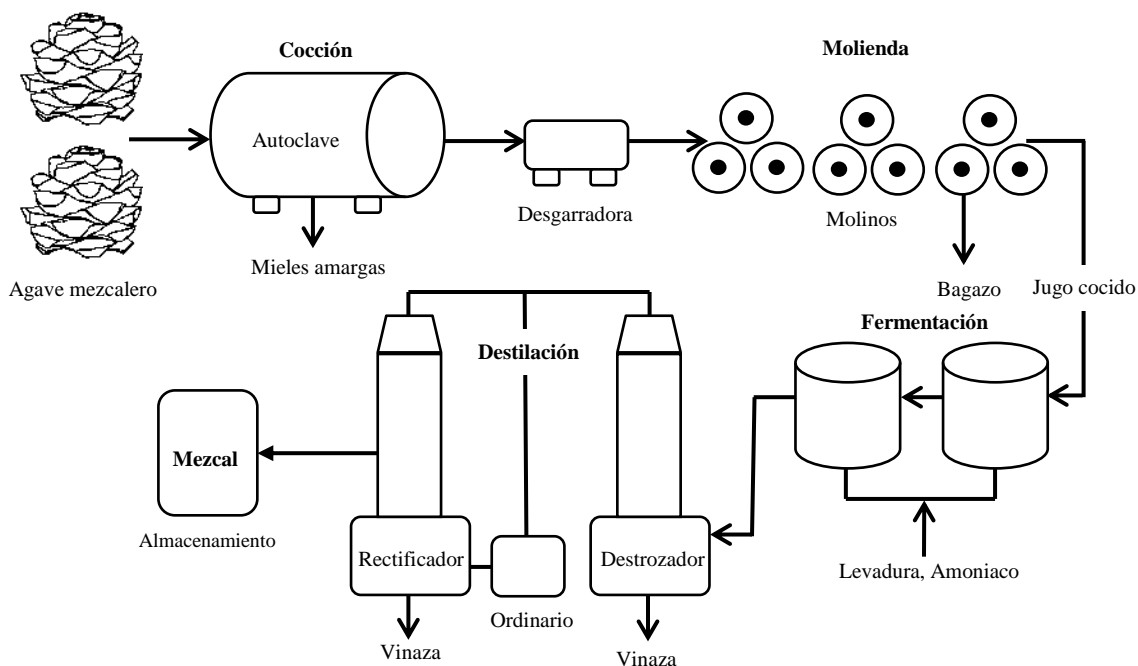 Cocción
Molienda
Autoclave
Desgarradora
Molinos
Mieles amargas
Agave mezcalero
Bagazo
Jugo cocido
Fermentación
Destilación
Mezcal
Almacenamiento
Rectificador
Destrozador
Levadura, Amoniaco
Ordinario
Vinaza
Vinaza